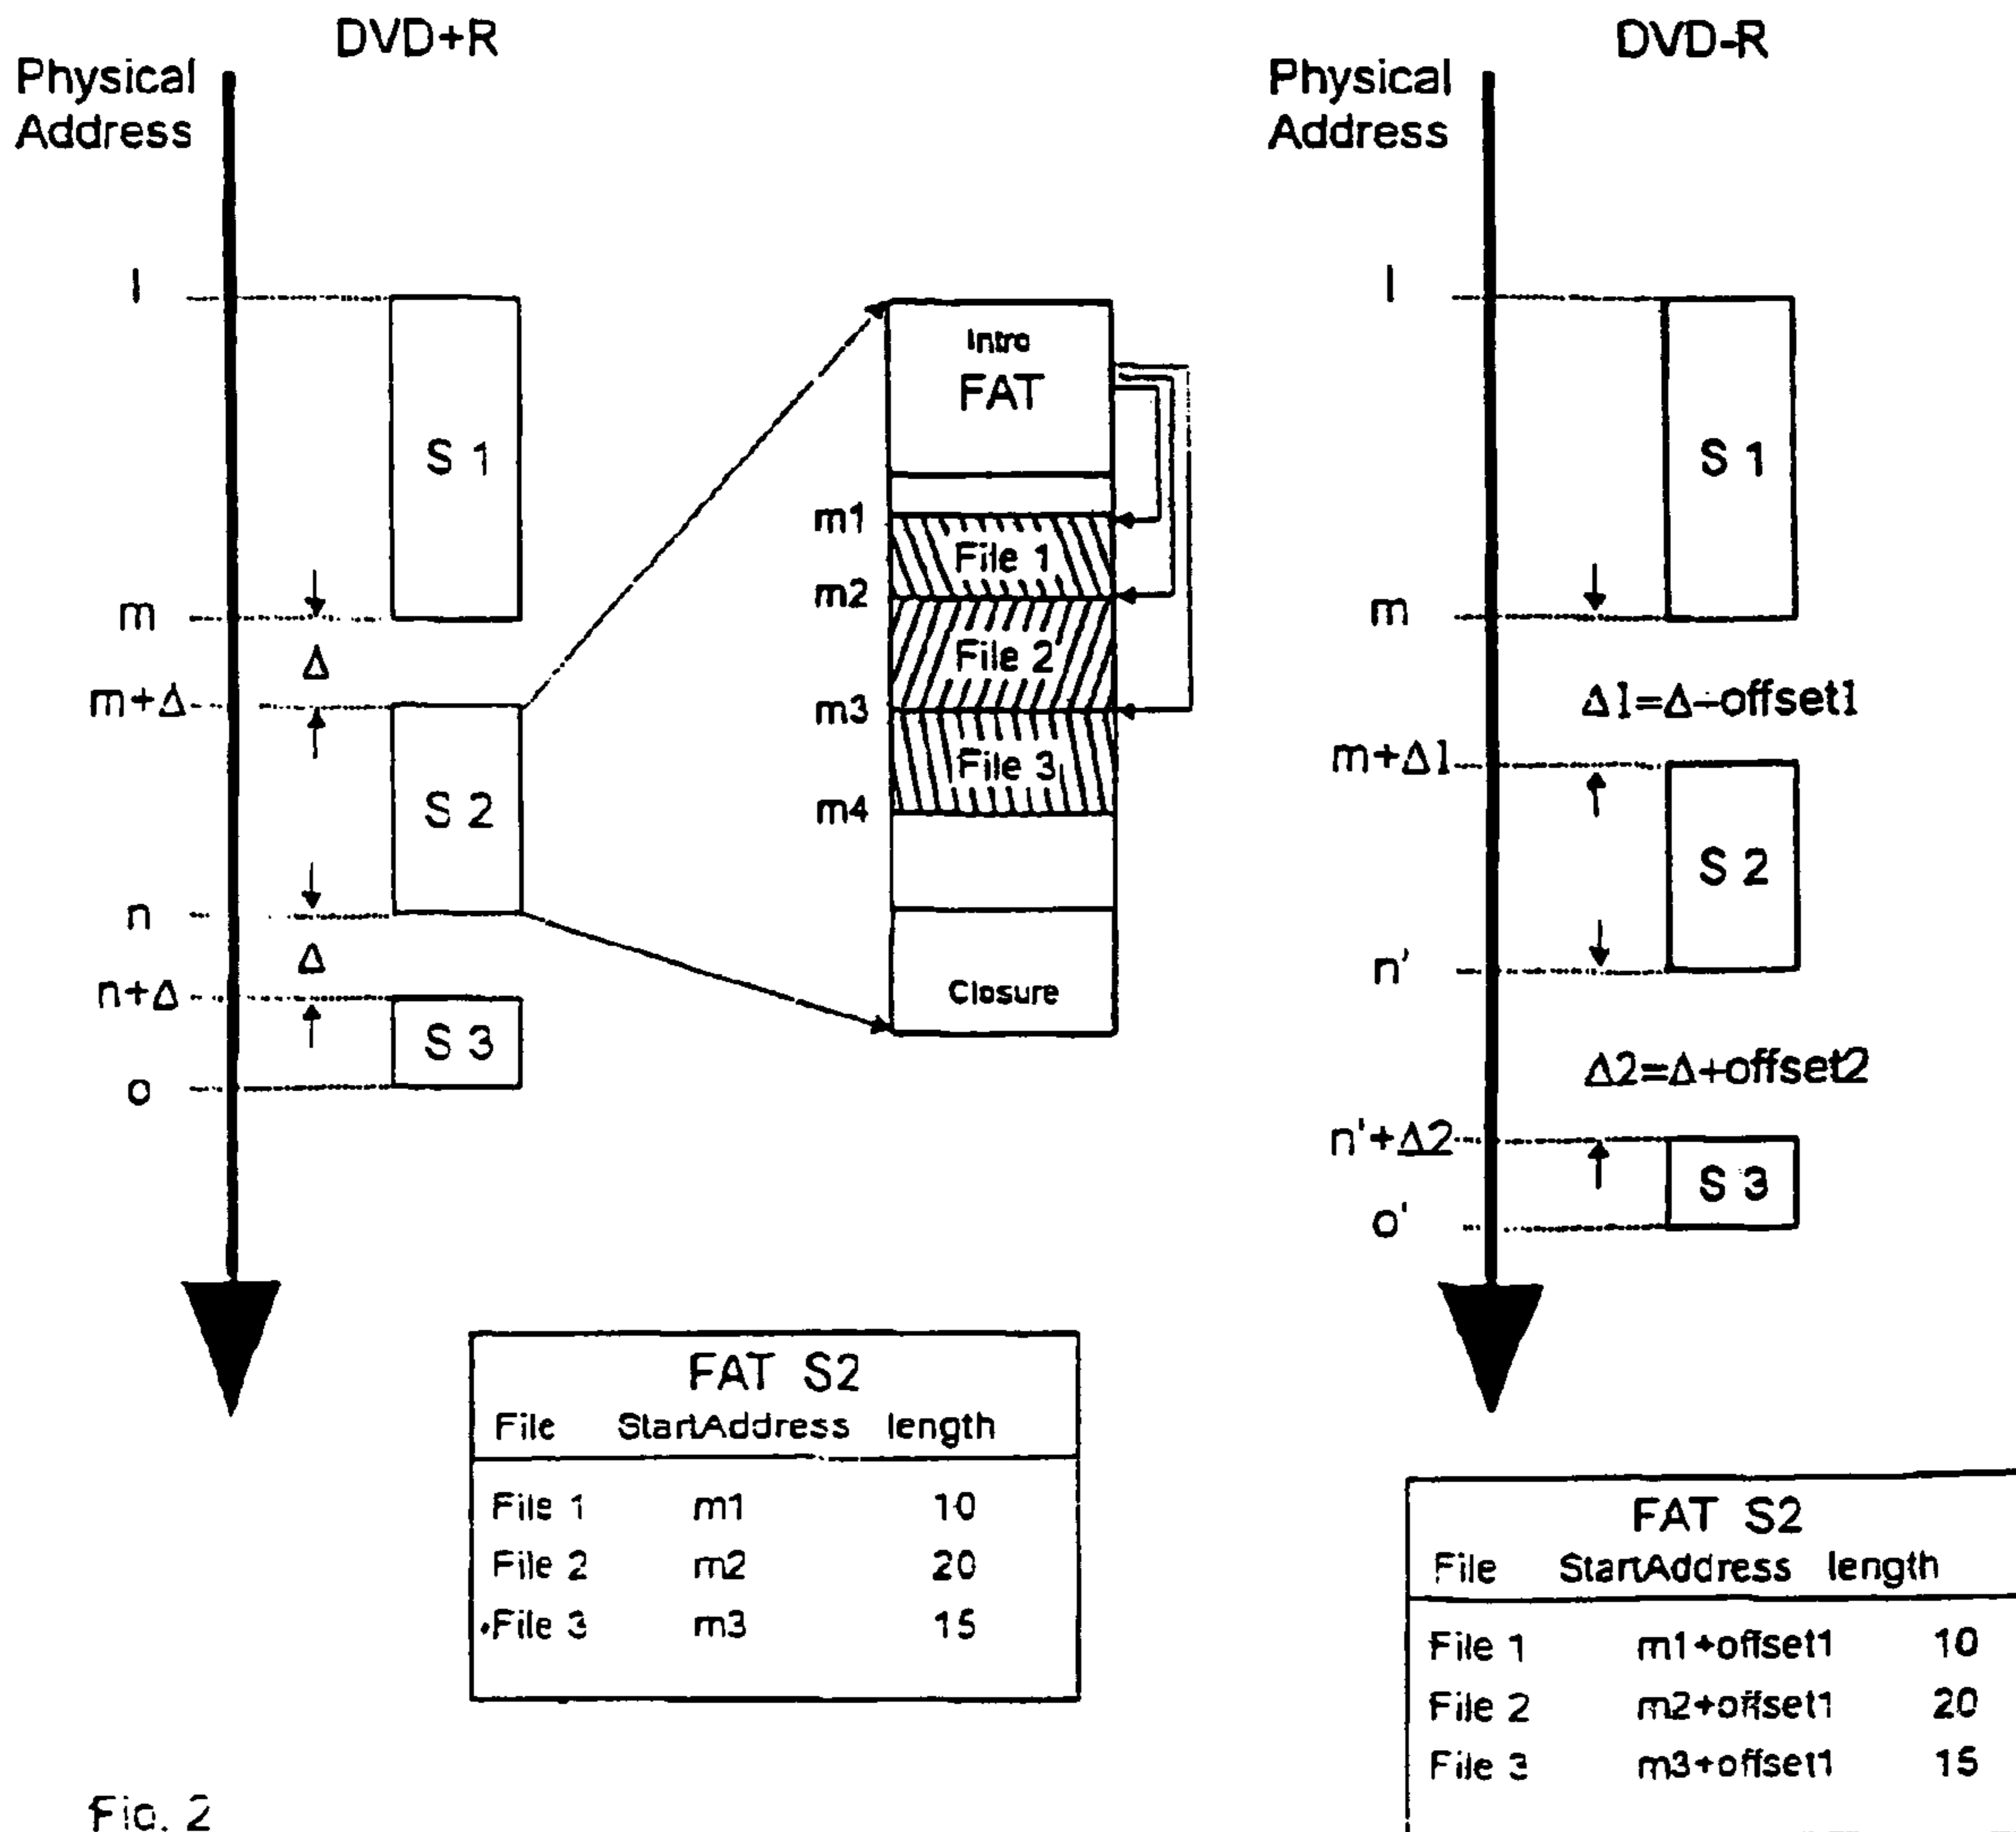 DVD+R
Physical
Address
l
m
Δ
m+Δ
n
Δ
n+Δ
o
S 1
S 2
S 3
Intro
FAT
m1
File 1
m2
File 2
m3
File 3
m4
Closure
FAT S2
File StartAddress length
File 1 m1 10
File 2 m2 20
File 3 m3 15
DVD-R
Physical
Address
l
S 1
m
Δ1=Δ+offset1
m+Δ1
S 2
n'
Δ2=Δ+offset2
n'+Δ2
S 3
o'
FAT S2
File StartAddress length
File 1 m1+offset1 10
File 2 m2+offset1 20
File 3 m3+offset1 15
Fig. 2